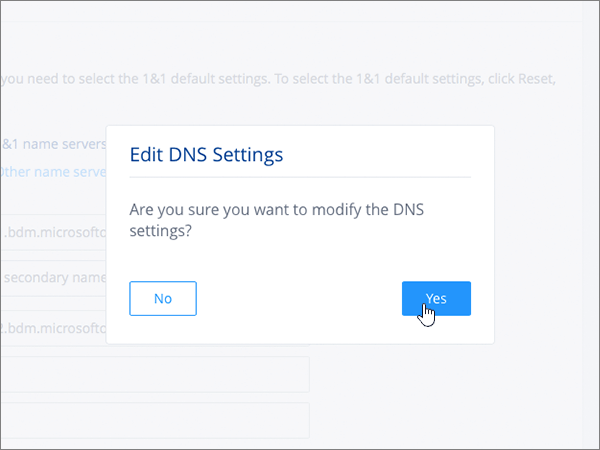 you need to select the 1&1 default settings. To select the 1&1 default settings, click Reset,
&1 name servers
Other name serve
Edit DNS Settings
Are you sure you want to modify the DNS
settings?
.bdm.microsofto
secondary name
No
Yes
2.bdm.microsofto